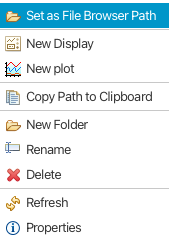 Set as File Browser Path
New Display
New plot
Copy Path to Clipboard
New Folder
Rename
Delete
Refresh
Properties